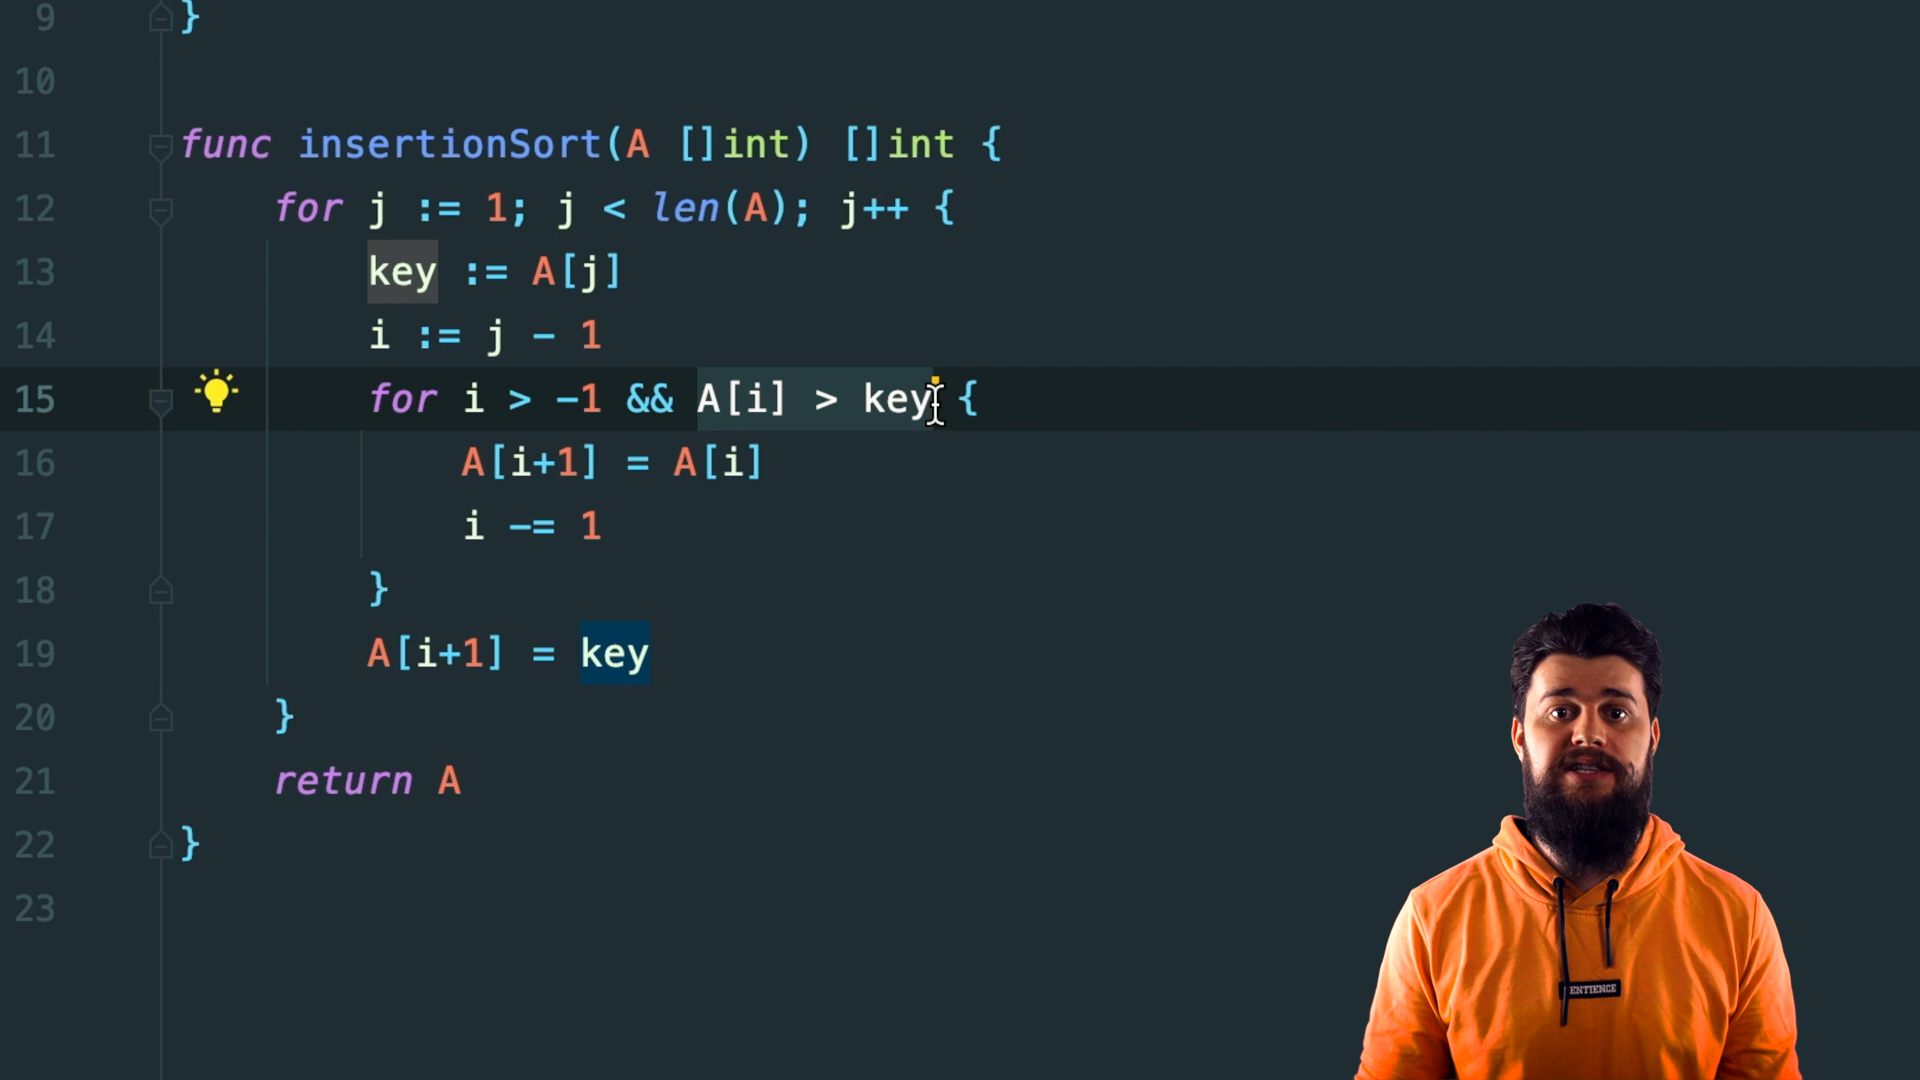 9 }
10
11 func insertionSort(A []int) []int {
12 for j := 1; j < len(A); j++ {
13 key := A[j]
14 i := j - 1
15 for i > -1 && A[i] > key {
16 A[i+1] = A[i]
17 i -= 1
18 }
19 A[i+1] = key
20 }
21 return A
22 }
23
ENTIENCE